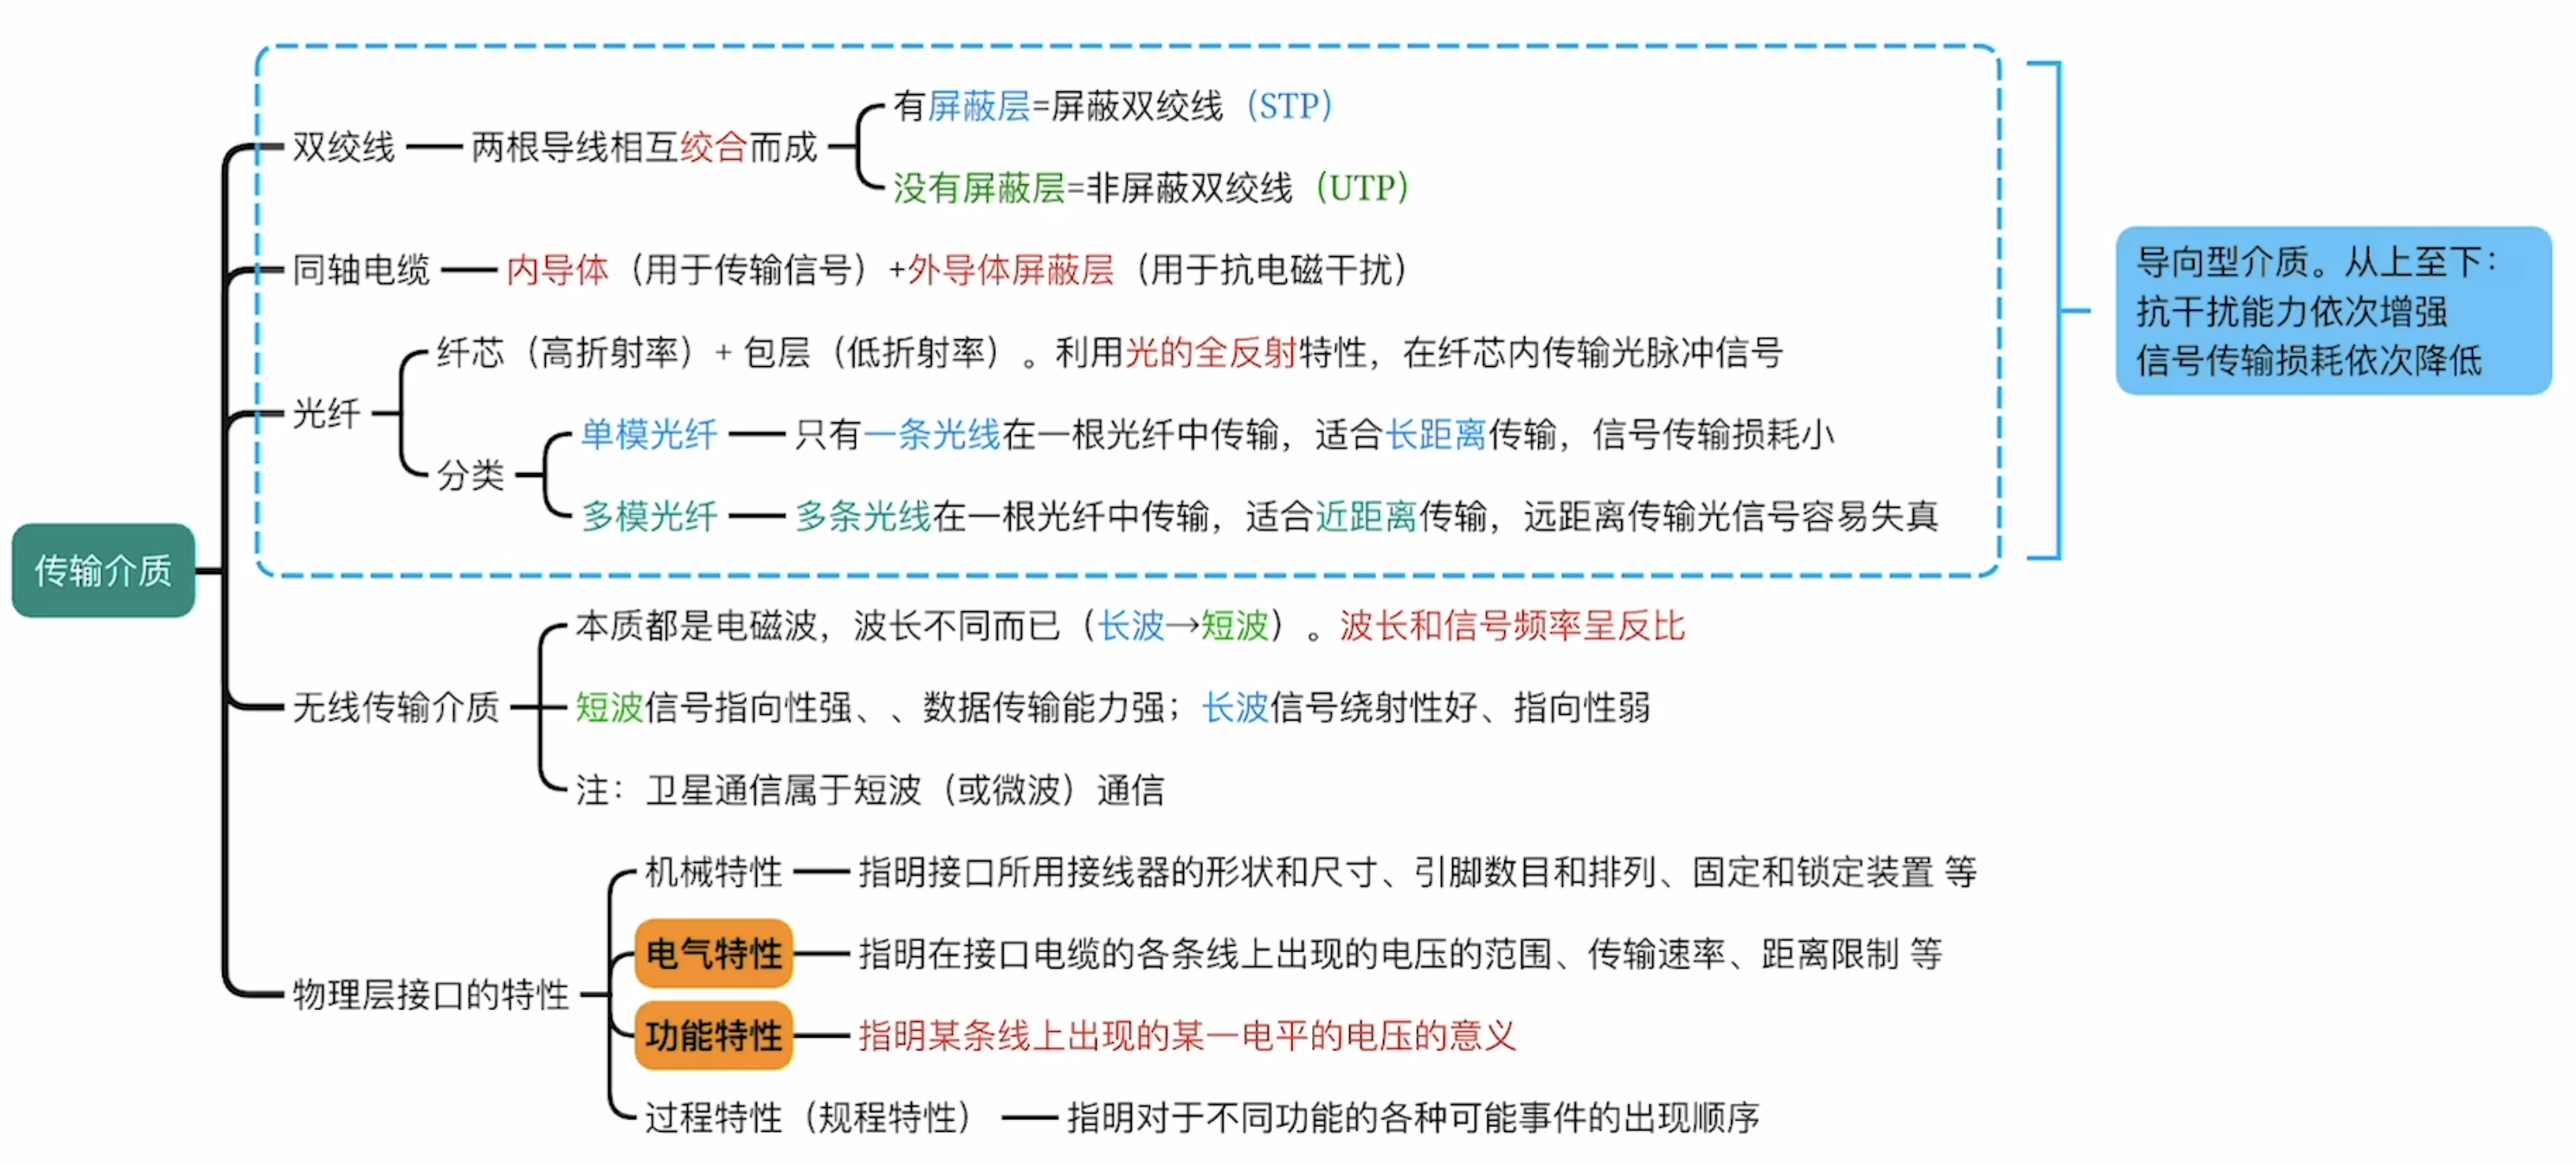 双绞线
两根导线相互绞合而成
有屏蔽层=屏蔽双绞线（STP）
没有屏蔽层=非屏蔽双绞线（UTP）
同轴电缆
内导体（用于传输信号）+外导体屏蔽层（用于抗电磁干扰）
光纤
纤芯（高折射率）+ 包层（低折射率）。利用光的全反射特性，在纤芯内传输光脉冲信号
分类
单模光纤
只有一条光线在一根光纤中传输，适合长距离传输，信号传输损耗小
多模光纤
多条光线在一根光纤中传输，适合近距离传输，远距离传输光信号容易失真
导向型介质。从上至下：
抗干扰能力依次增强
信号传输损耗依次降低
传输介质
无线传输介质
本质都是电磁波，波长不同而已（长波→短波）。波长和信号频率呈反比
短波信号指向性强、、数据传输能力强；长波信号绕射性好、指向性弱
注：卫星通信属于短波（或微波）通信
物理层接口的特性
机械特性
指明接口所用接线器的形状和尺寸、引脚数目和排列、固定和锁定装置 等
电气特性
指明在接口电缆的各条线上出现的电压的范围、传输速率、距离限制 等
功能特性
指明某条线上出现的某一电平的电压的意义
过程特性（规程特性）
指明对于不同功能的各种可能事件的出现顺序